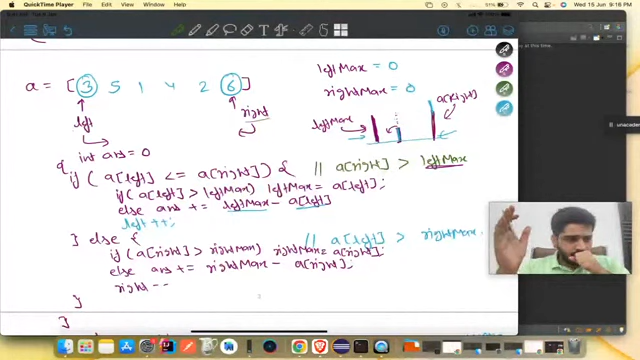 QuickTime Player File Edit View Window Help
Wed 15 Jun 9:16 PM
a = [3 5 1 4 2 6]
left
right
leftMax = 0
rightMax = 0
leftMax
a[right]
{ int ans = 0
if (a[left] <= a[right]) { // a[right] > leftMax
if (a[left] > leftMax) leftMax = a[left];
else ans += leftMax - a[left]
left ++;
} else { // a[left] > rightMax
if (a[right] > rightMax) rightMax = a[right];
else ans += rightMax - a[right];
right --
}
}